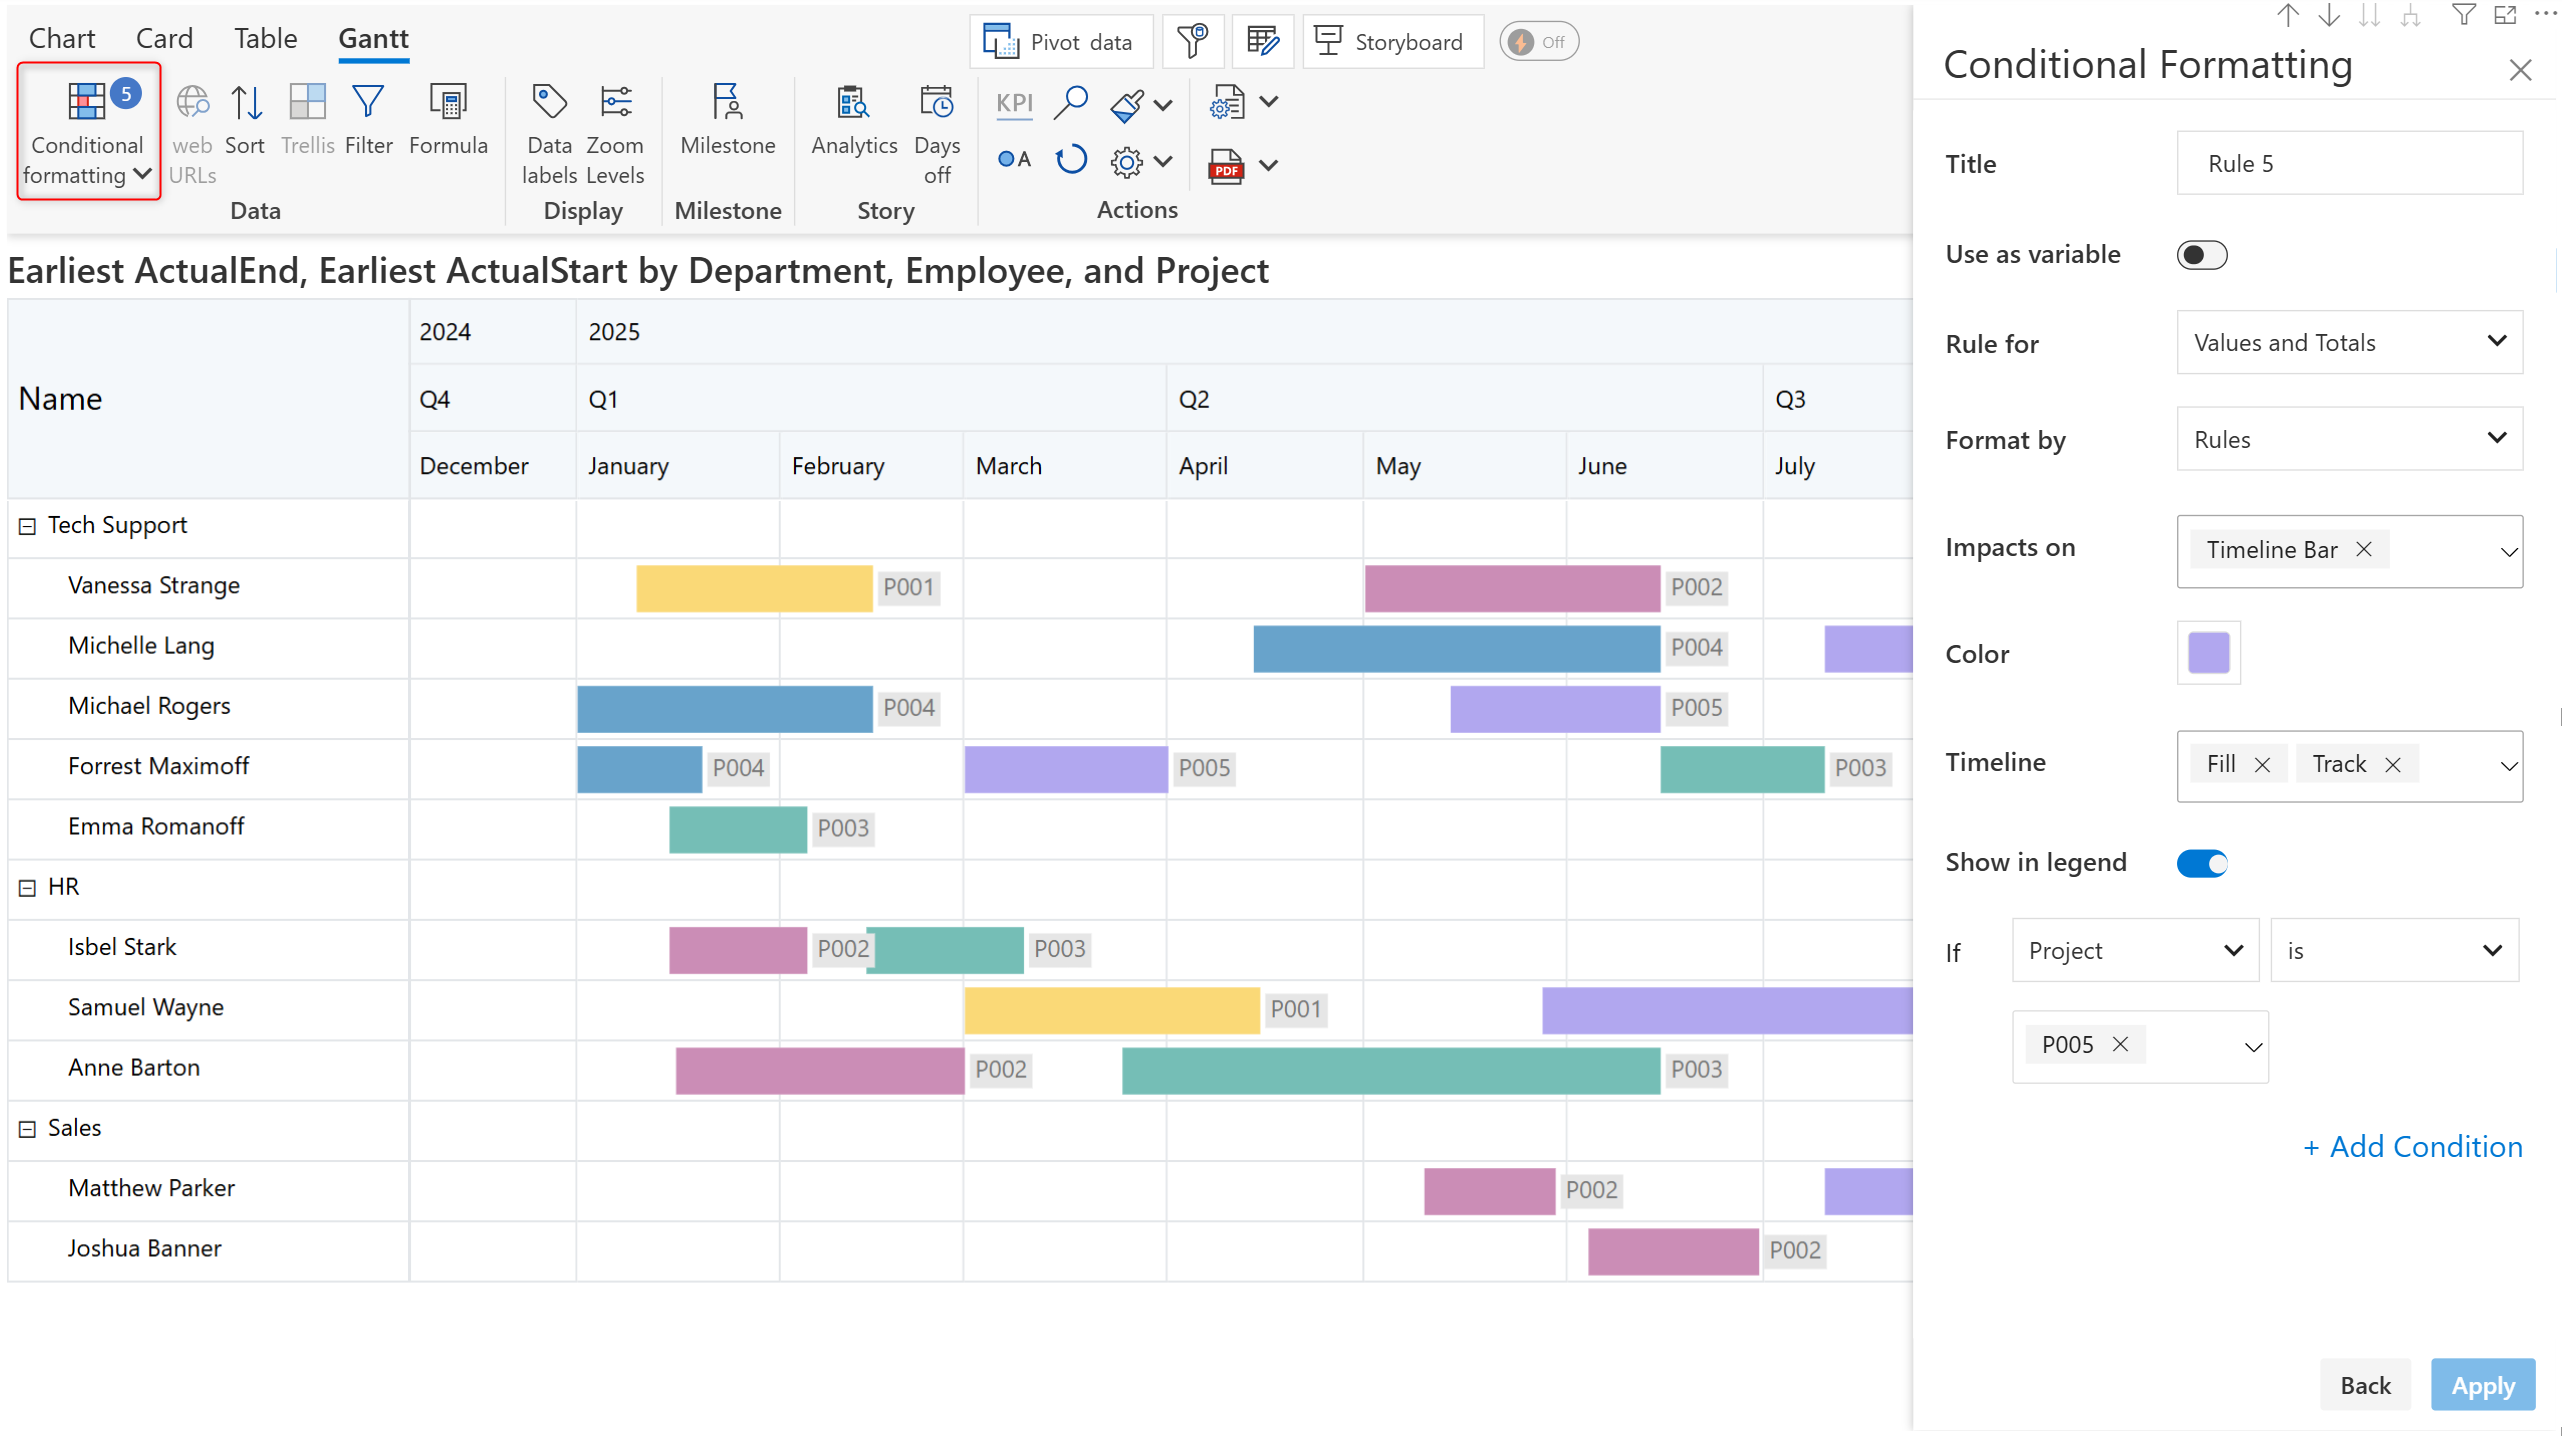 Chart Card Table Gantt
Pivot data
Storyboard
Off
5
Conditional formatting
web URLs
Sort
Trellis
Filter
Formula
Data
Data labels
Zoom Levels
Display
Milestone
Milestone
Analytics
Days off
Story
KPI
A
PDF
Actions
Earliest ActualEnd, Earliest ActualStart by Department, Employee, and Project
Name
2024 2025
Q4 Q1 Q2 Q3
December January February March April May June July
Tech Support
Vanessa Strange P001 P002
Michelle Lang P004
Michael Rogers P004 P005
Forrest Maximoff P004 P005 P003
Emma Romanoff P003
HR
Isbel Stark P002 P003
Samuel Wayne P001
Anne Barton P002 P003
Sales
Matthew Parker P002
Joshua Banner P002
Conditional Formatting
Title Rule 5
Use as variable
Rule for Values and Totals
Format by Rules
Impacts on Timeline Bar
Color
Timeline Fill Track
Show in legend
If Project is
P005
+ Add Condition
Back Apply